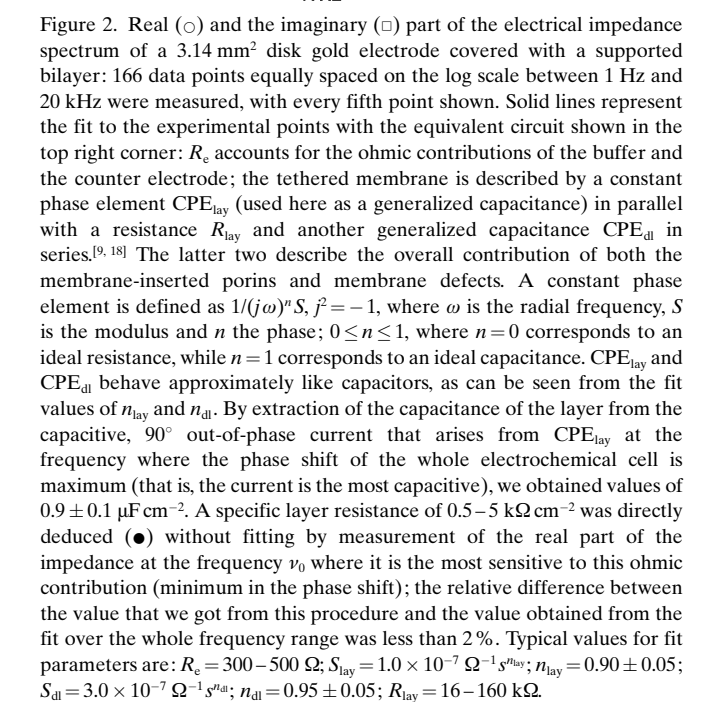 Figure 2. Real (○) and the imaginary (□) part of the electrical impedance
spectrum of a 3.14 mm² disk gold electrode covered with a supported
bilayer: 166 data points equally spaced on the log scale between 1 Hz and
20 kHz were measured, with every fifth point shown. Solid lines represent
the fit to the experimental points with the equivalent circuit shown in the
top right corner: Rₑ accounts for the ohmic contributions of the buffer and
the counter electrode; the tethered membrane is described by a constant
phase element CPE_lay (used here as a generalized capacitance) in parallel
with a resistance R_lay and another generalized capacitance CPE_dl in
series.[9, 18] The latter two describe the overall contribution of both the
membrane-inserted porins and membrane defects. A constant phase
element is defined as 1/(jω)ⁿ S, j² = − 1, where ω is the radial frequency, S
is the modulus and n the phase; 0 ≤ n ≤ 1, where n = 0 corresponds to an
ideal resistance, while n = 1 corresponds to an ideal capacitance. CPE_lay and
CPE_dl behave approximately like capacitors, as can be seen from the fit
values of n_lay and n_dl. By extraction of the capacitance of the layer from the
capacitive, 90° out-of-phase current that arises from CPE_lay at the
frequency where the phase shift of the whole electrochemical cell is
maximum (that is, the current is the most capacitive), we obtained values of
0.9 ± 0.1 μF cm⁻². A specific layer resistance of 0.5 – 5 kΩ cm⁻² was directly
deduced (●) without fitting by measurement of the real part of the
impedance at the frequency ν₀ where it is the most sensitive to this ohmic
contribution (minimum in the phase shift); the relative difference between
the value that we got from this procedure and the value obtained from the
fit over the whole frequency range was less than 2 %. Typical values for fit
parameters are: Rₑ = 300 – 500 Ω; S_lay = 1.0 × 10⁻⁷ Ω⁻¹ s^n_lay; n_lay = 0.90 ± 0.05;
S_dl = 3.0 × 10⁻⁷ Ω⁻¹ s^n_dl; n_dl = 0.95 ± 0.05; R_lay = 16 – 160 kΩ.